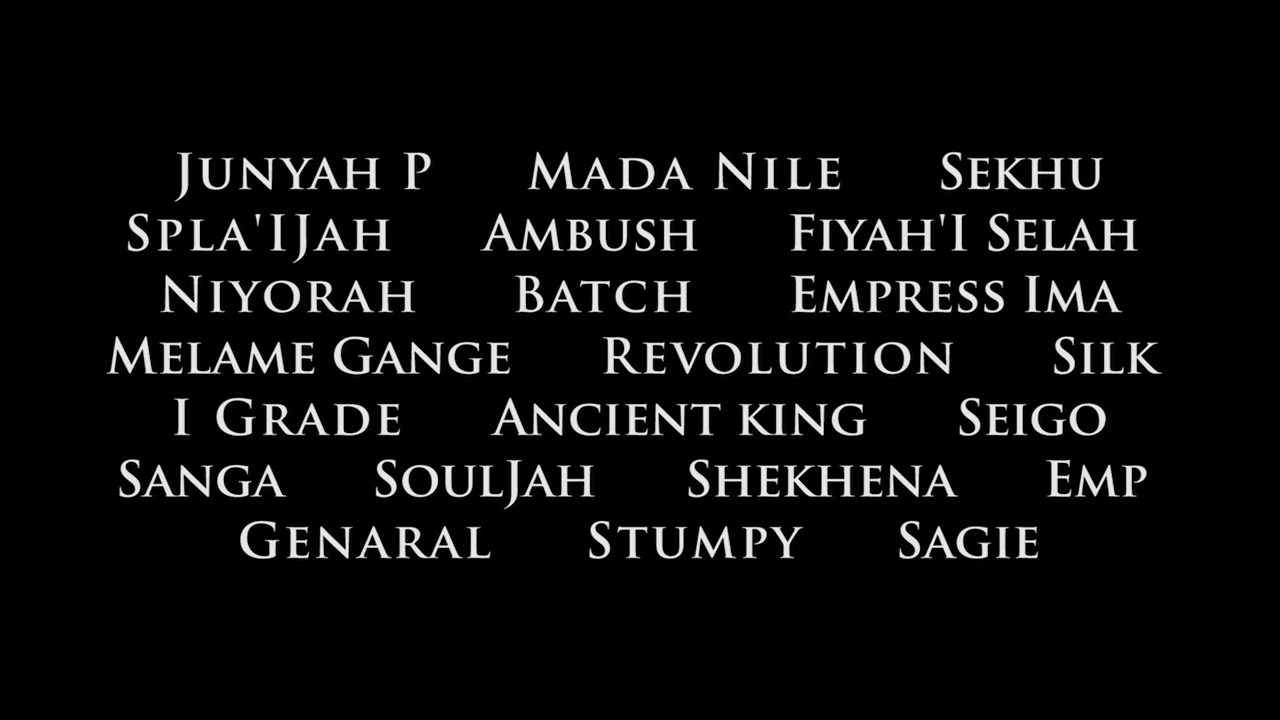 Junyah P Mada Nile Sekhu
Spla'IJah Ambush Fiyah'I Selah
Niyorah Batch Empress Ima
Melame Gange Revolution Silk
I Grade Ancient king Seigo
Sanga SoulJah Shekhena Emp
Genaral Stumpy Sagie